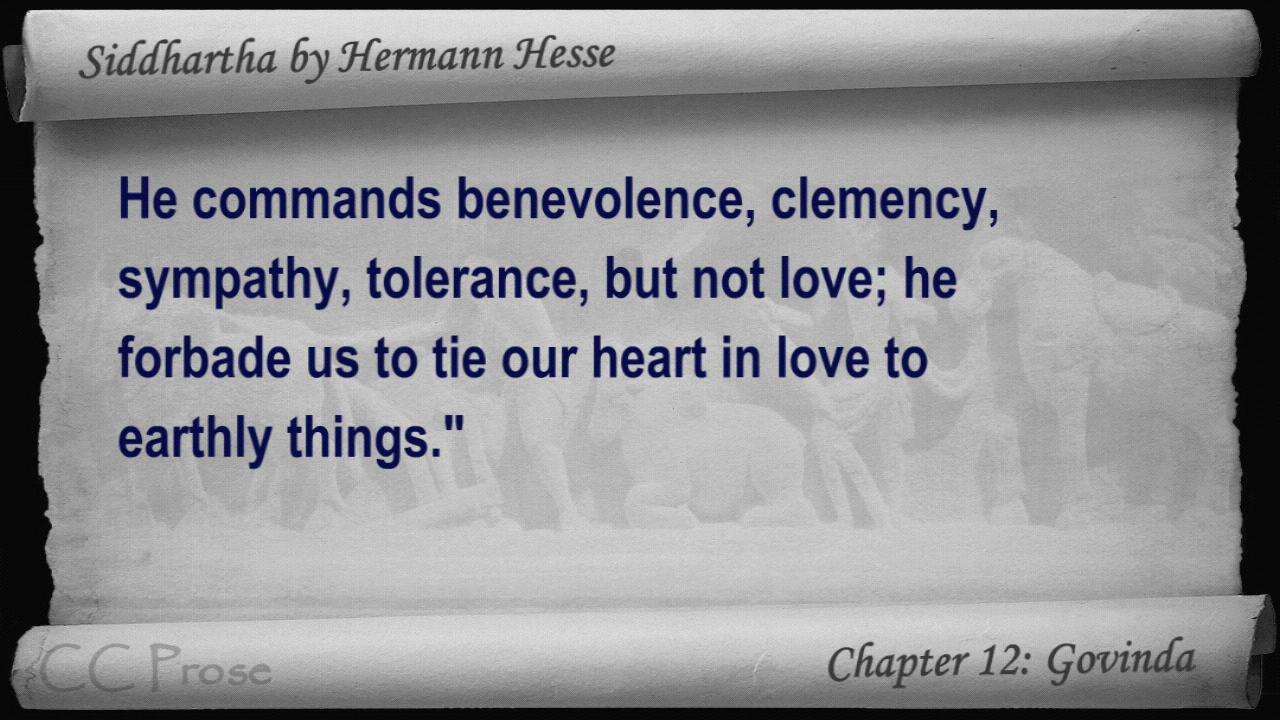 Siddhartha by Hermann Hesse
He commands benevolence, clemency,
sympathy, tolerance, but not love; he
forbade us to tie our heart in love to
earthly things."
CC Prose
Chapter 12: Govinda